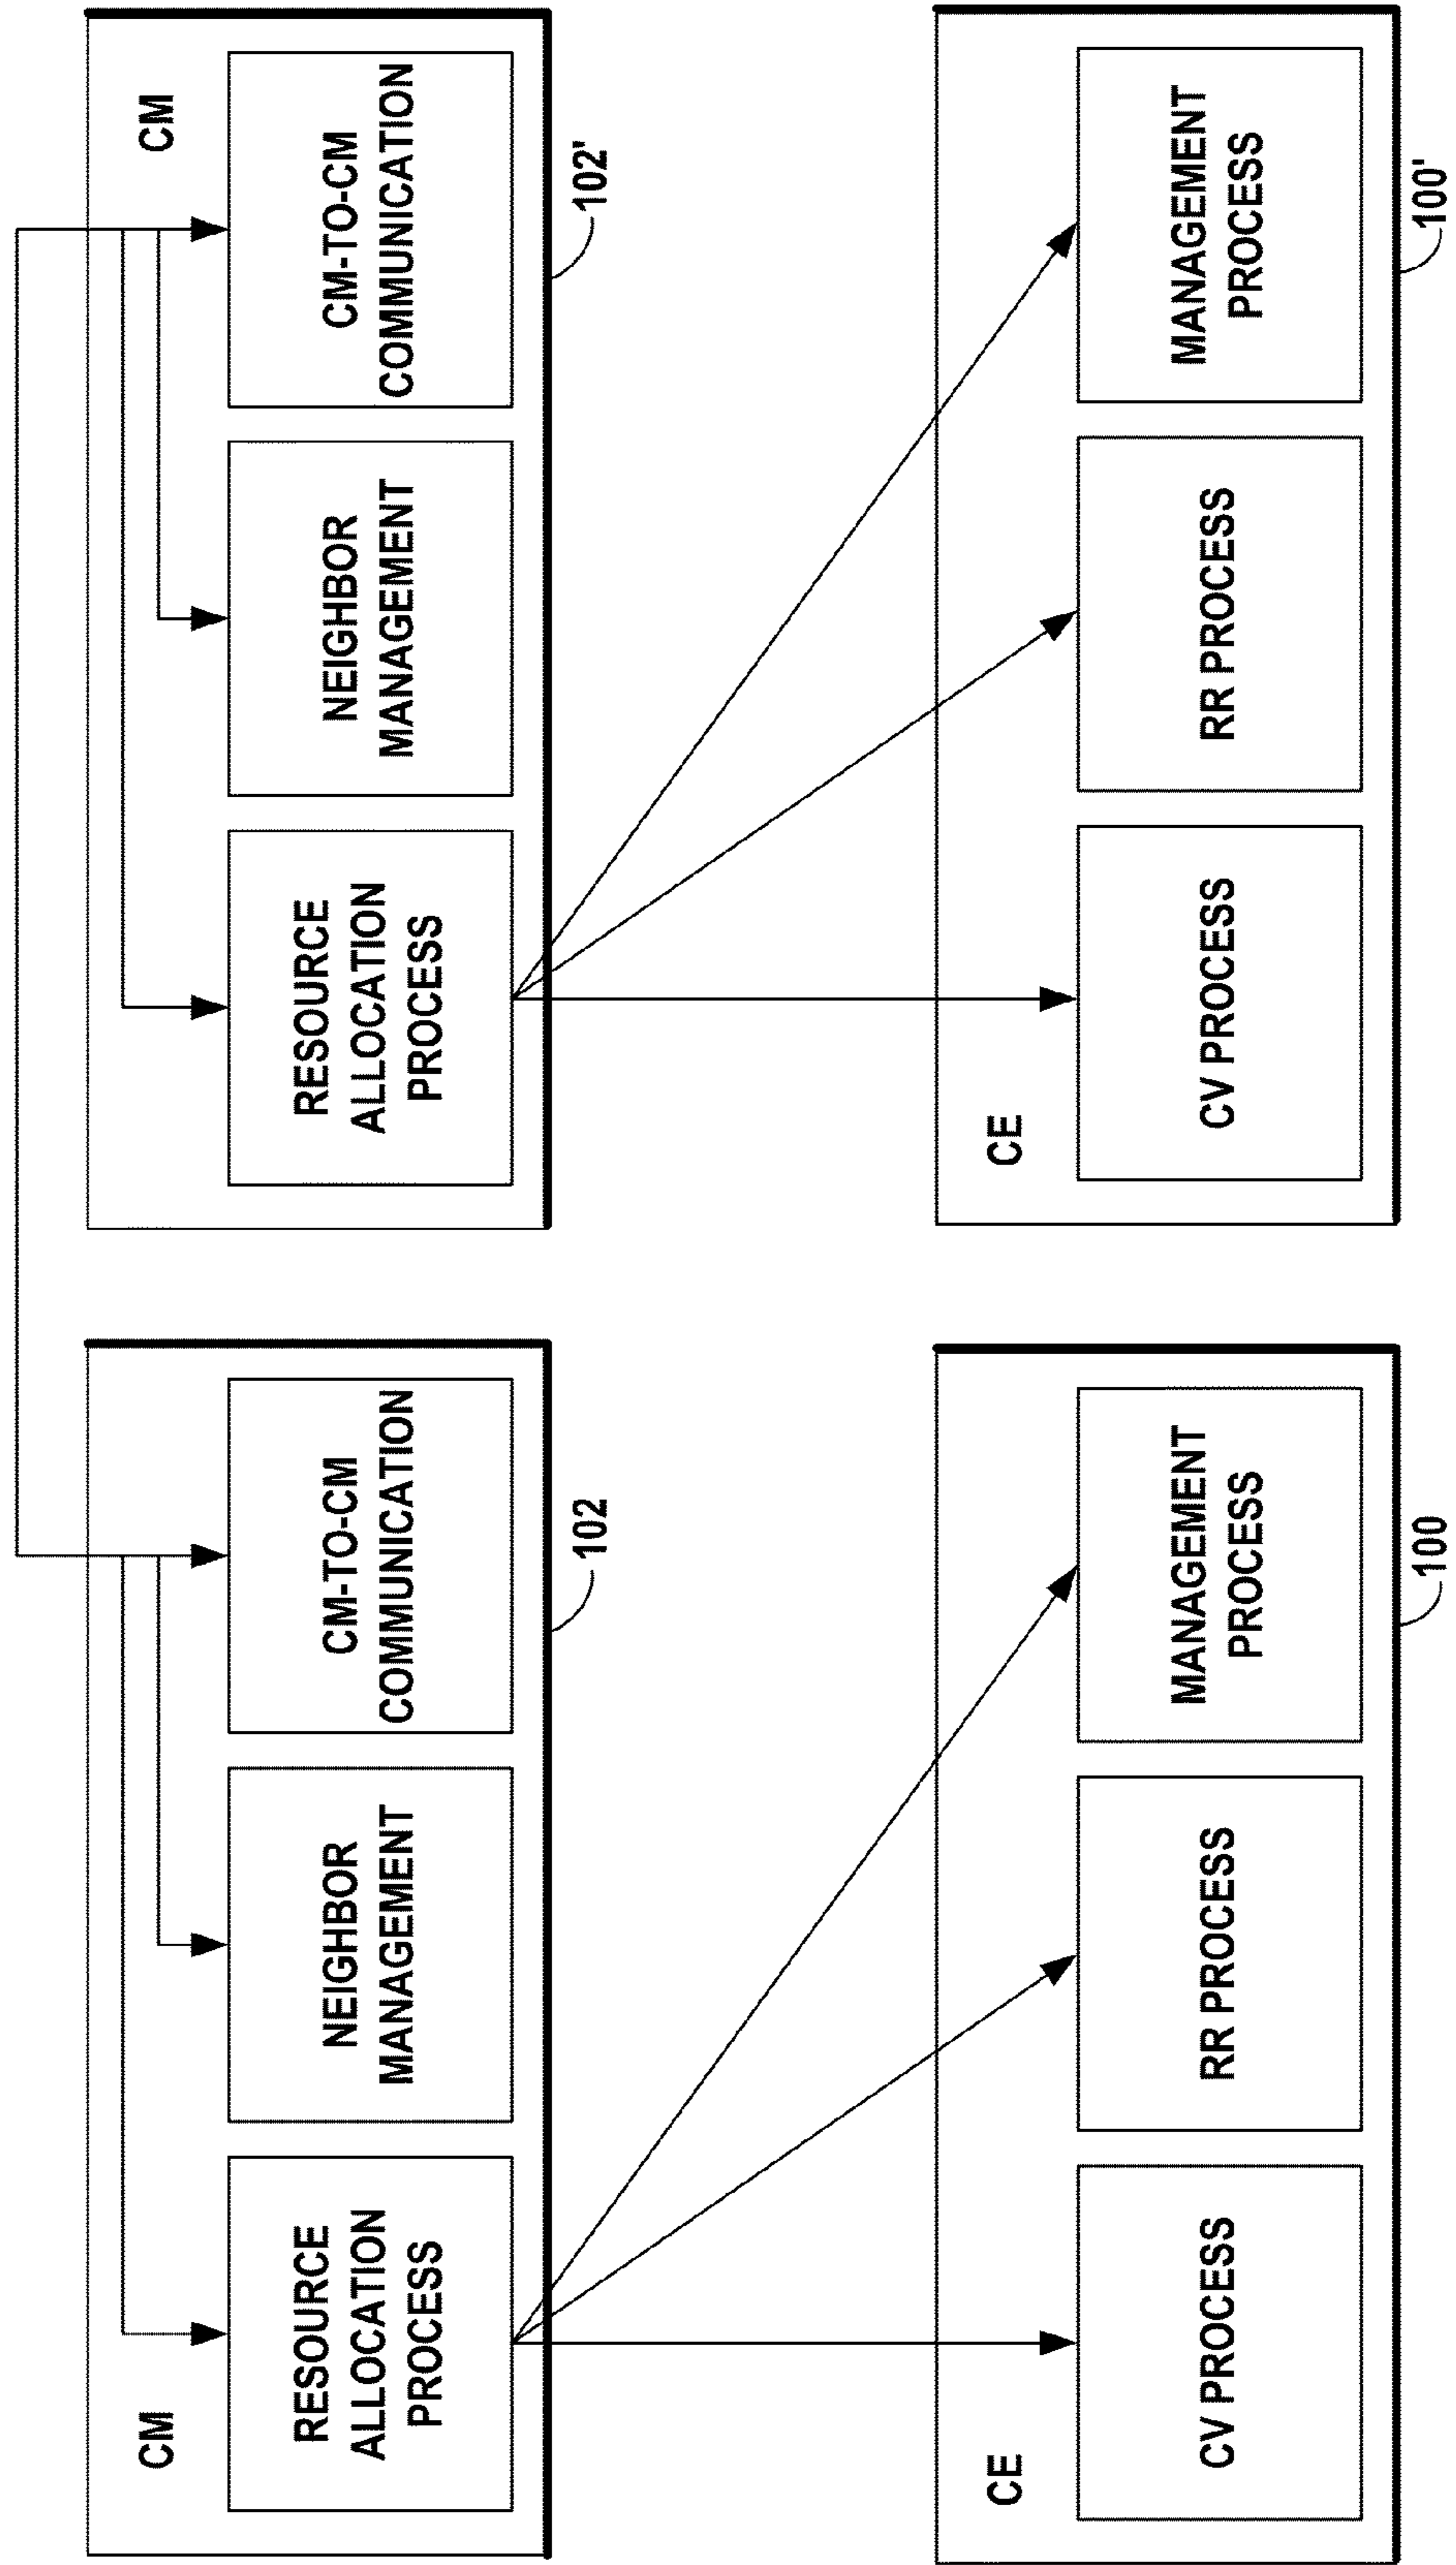 CM
RESOURCE
ALLOCATION
PROCESS
NEIGHBOR
MANAGEMENT
CM-TO-CM
COMMUNICATION
102
CE
CV PROCESS
RR PROCESS
MANAGEMENT
PROCESS
100
CM
RESOURCE
ALLOCATION
PROCESS
NEIGHBOR
MANAGEMENT
CM-TO-CM
COMMUNICATION
102'
CE
CV PROCESS
RR PROCESS
MANAGEMENT
PROCESS
100'